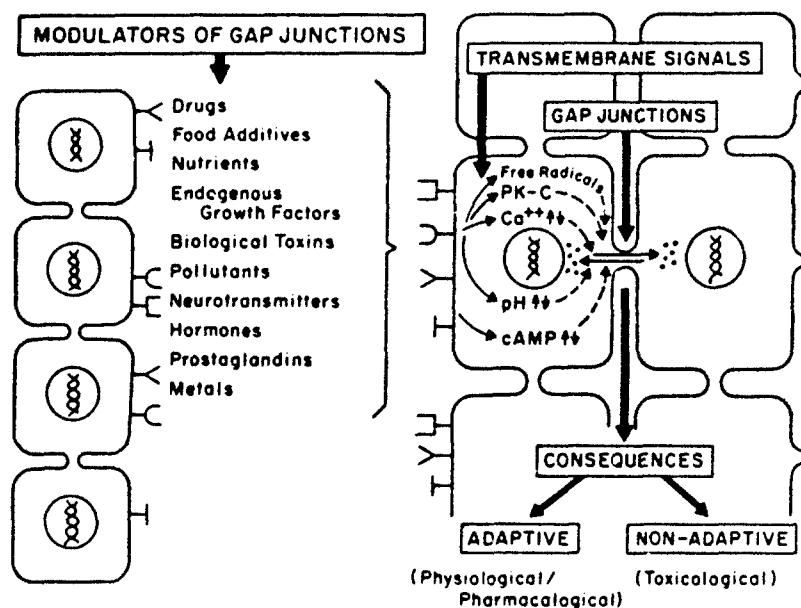 MODULATORS OF GAP JUNCTIONS
Drugs
Food Additives
Nutrients
Endogenous
Growth Factors
Biological Toxins
Pollutants
Neurotransmitters
Hormones
Prostaglandins
Metals
TRANSMEMBRANE SIGNALS
GAP JUNCTIONS
Free Radicals
PK-C
Ca++ ↑↓
pH ↑↓
cAMP ↑↓
CONSEQUENCES
ADAPTIVE
(Physiological/
Pharmacalogical)
NON-ADAPTIVE
(Toxicological)